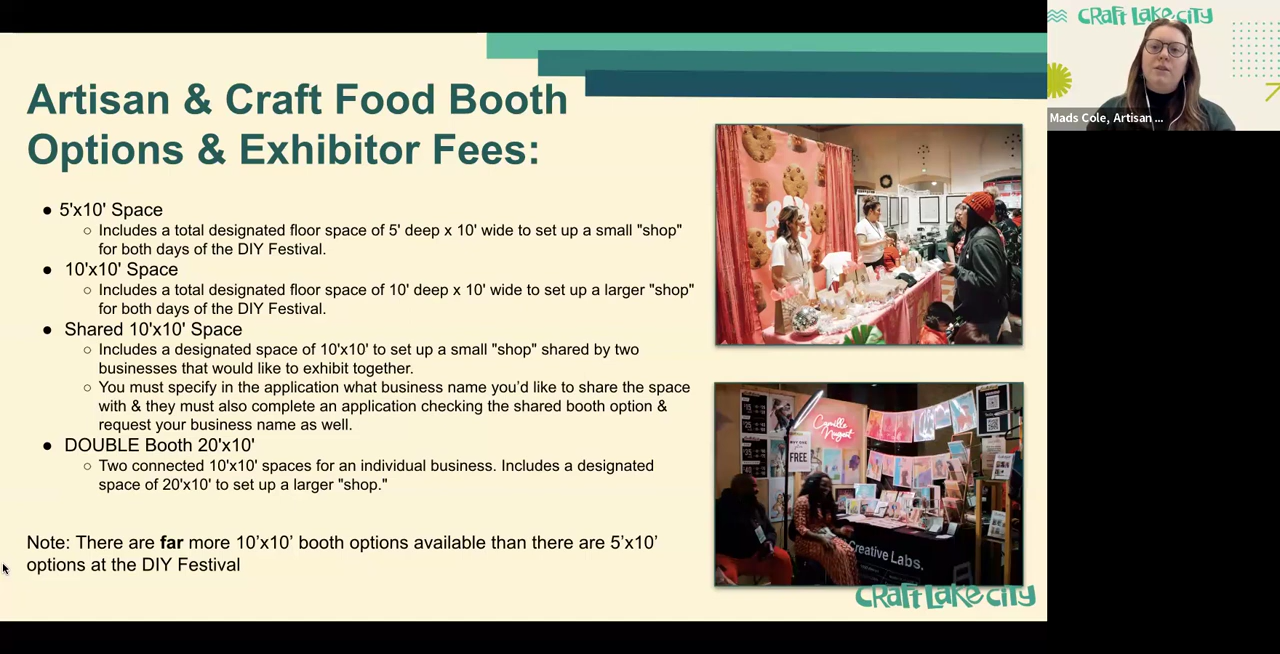 Artisan & Craft Food Booth
Options & Exhibitor Fees:
● 5'x10' Space
○ Includes a total designated floor space of 5' deep x 10' wide to set up a small "shop"
for both days of the DIY Festival.
● 10'x10' Space
○ Includes a total designated floor space of 10' deep x 10' wide to set up a larger "shop"
for both days of the DIY Festival.
● Shared 10'x10' Space
○ Includes a designated space of 10'x10' to set up a small "shop" shared by two
businesses that would like to exhibit together.
○ You must specify in the application what business name you’d like to share the space
with & they must also complete an application checking the shared booth option &
request your business name as well.
● DOUBLE Booth 20'x10'
○ Two connected 10'x10' spaces for an individual business. Includes a designated
space of 20'x10' to set up a larger "shop."
Note: There are far more 10’x10’ booth options available than there are 5’x10’
options at the DIY Festival
Camille
Nugent
FREE
Creative Labs.
CRAFT LAKE CITY
CRAFT LAKE CITY
Mads Cole, Artisan ...